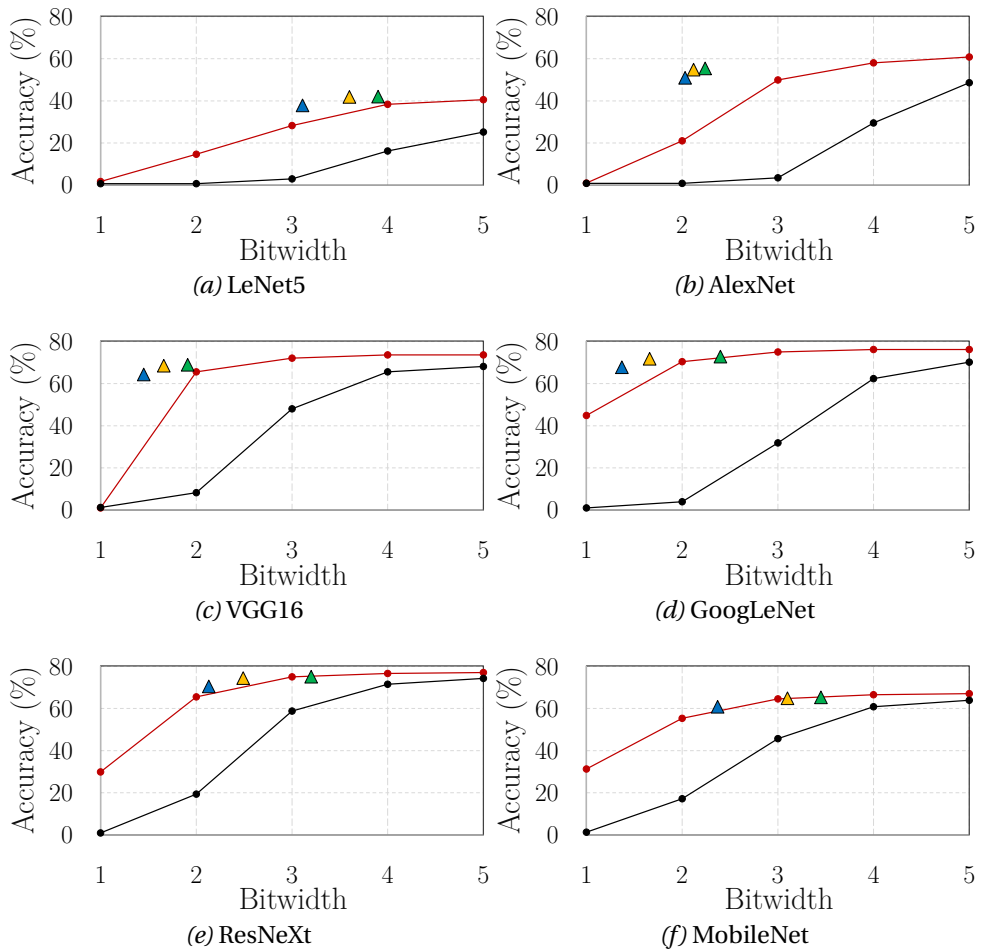 80
60
40
20
0
Accuracy (%)
1 2 3 4 5
Bitwidth
(a) LeNet5
80
60
40
20
0
Accuracy (%)
1 2 3 4 5
Bitwidth
(b) AlexNet
80
60
40
20
0
Accuracy (%)
1 2 3 4 5
Bitwidth
(c) VGG16
80
60
40
20
0
Accuracy (%)
1 2 3 4 5
Bitwidth
(d) GoogLeNet
80
60
40
20
0
Accuracy (%)
1 2 3 4 5
Bitwidth
(e) ResNeXt
80
60
40
20
0
Accuracy (%)
1 2 3 4 5
Bitwidth
(f) MobileNet